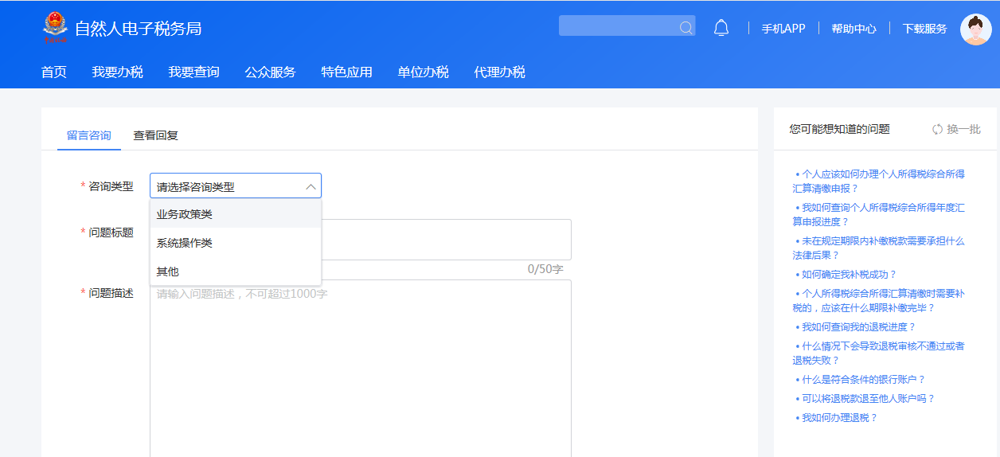 自然人电子税务局
手机APP
帮助中心
下载服务
首页 我要办税 我要查询 公众服务 特色应用 单位办税 代理办税
留言咨询 查看回复
* 咨询类型 请选择咨询类型
业务政策类
* 问题标题
系统操作类
其他
0/50字
* 问题描述
请输入问题描述，不可超过1000字
您可能想知道的问题 换一批
• 个人应该如何办理个人所得税综合所得
汇算清缴申报？
• 我如何查询个人所得税综合所得年度汇
算申报进度？
• 未在规定期限内补缴税款需要承担什么
法律后果？
• 如何确定我补税成功？
• 个人所得税综合所得汇算清缴时需要补
税的，应该在什么期限补缴完毕？
• 我如何查询我的退税进度？
• 什么情况下会导致退税审核不通过或者
退税失败？
• 什么是符合条件的银行账户？
• 可以将退税款退至他人账户吗？
• 我如何办理退税？